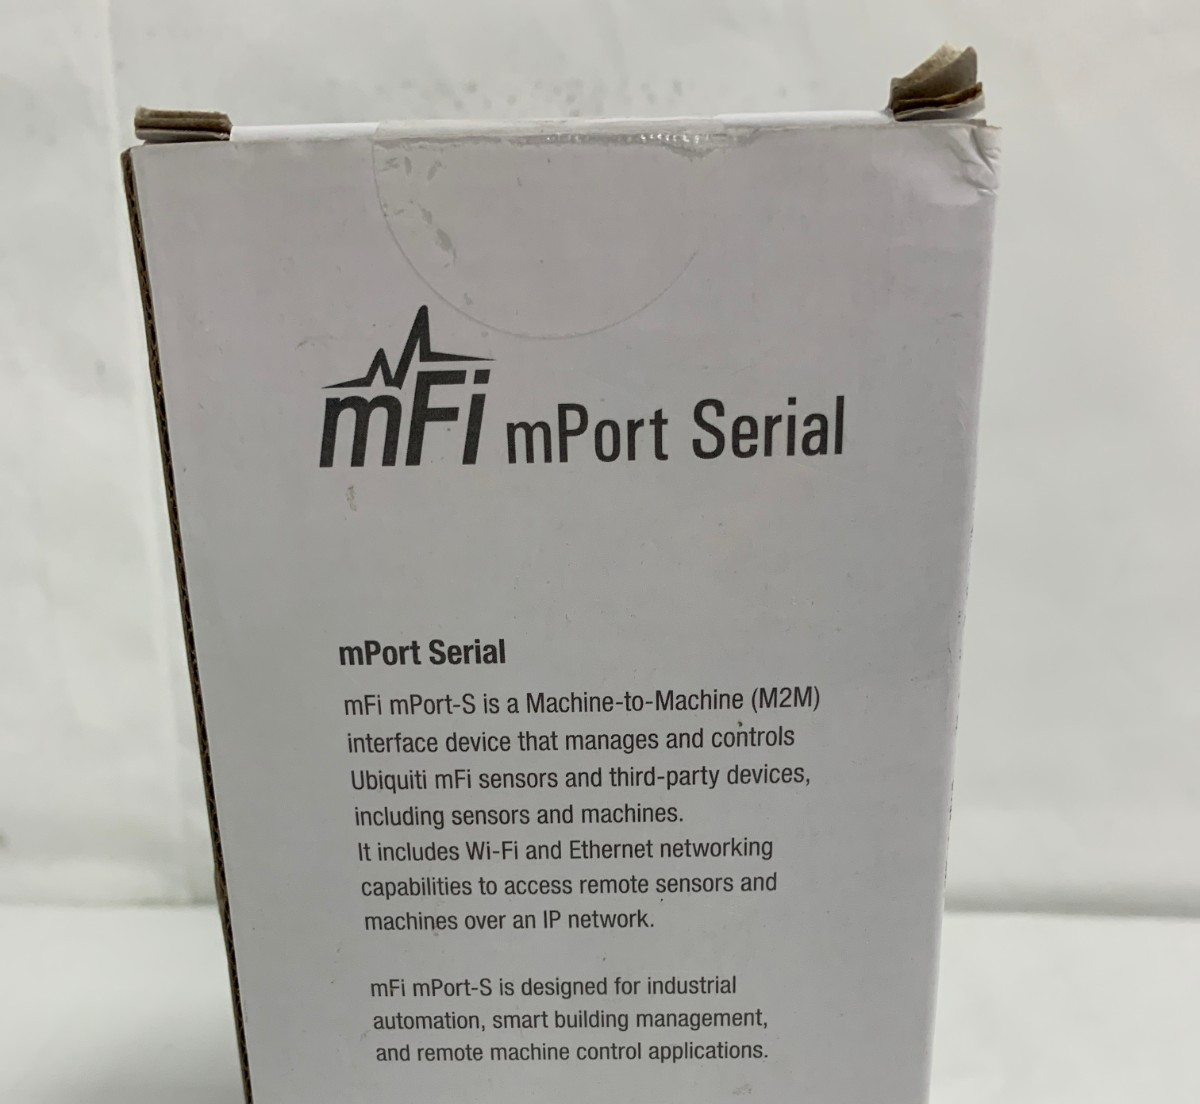 mFi mPort Serial
mPort Serial
mFi mPort-S is a Machine-to-Machine (M2M)
interface device that manages and controls
Ubiquiti mFi sensors and third-party devices,
including sensors and machines.
It includes Wi-Fi and Ethernet networking
capabilities to access remote sensors and
machines over an IP network.
mFi mPort-S is designed for industrial
automation, smart building management,
and remote machine control applications.